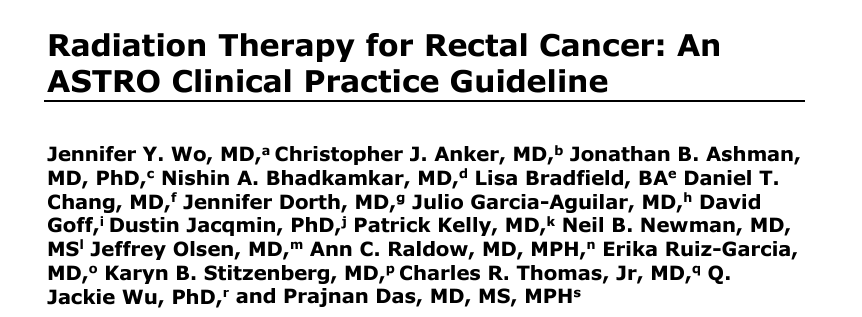 Radiation Therapy for Rectal Cancer: An
ASTRO Clinical Practice Guideline
Jennifer Y. Wo, MD,ᵃ Christopher J. Anker, MD,ᵇ Jonathan B. Ashman,
MD, PhD,ᶜ Nishin A. Bhadkamkar, MD,ᵈ Lisa Bradfield, BAᵉ Daniel T.
Chang, MD,ᶠ Jennifer Dorth, MD,ᵍ Julio Garcia-Aguilar, MD,ʰ David
Goff,ⁱ Dustin Jacqmin, PhD,ʲ Patrick Kelly, MD,ᵏ Neil B. Newman, MD,
MSˡ Jeffrey Olsen, MD,ᵐ Ann C. Raldow, MD, MPH,ⁿ Erika Ruiz-Garcia,
MD,ᵒ Karyn B. Stitzenberg, MD,ᵖ Charles R. Thomas, Jr, MD,ᑫ Q.
Jackie Wu, PhD,ʳ and Prajnan Das, MD, MS, MPHˢ